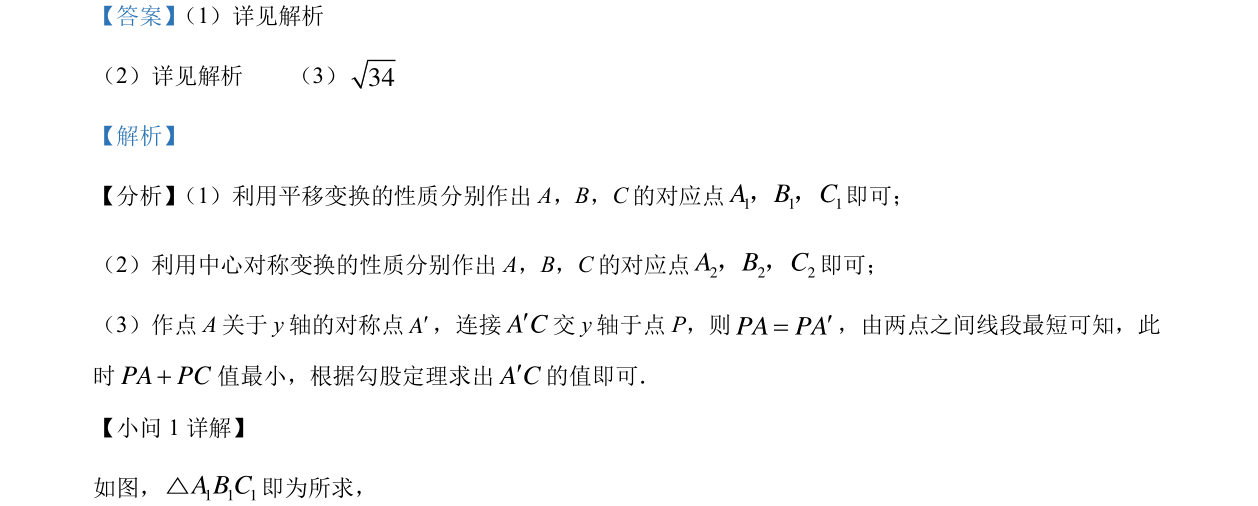 【答案】（1）详见解析
（2）详见解析 （3）√34
【解析】
【分析】（1）利用平移变换的性质分别作出 A，B，C 的对应点 A₁，B₁，C₁ 即可；
（2）利用中心对称变换的性质分别作出 A，B，C 的对应点 A₂，B₂，C₂ 即可；
（3）作点 A 关于 y 轴的对称点 A′，连接 A′C 交 y 轴于点 P，则 PA = PA′，由两点之间线段最短可知，此
时 PA + PC 值最小，根据勾股定理求出 A′C 的值即可．
【小问 1 详解】
如图，△A₁B₁C₁ 即为所求，